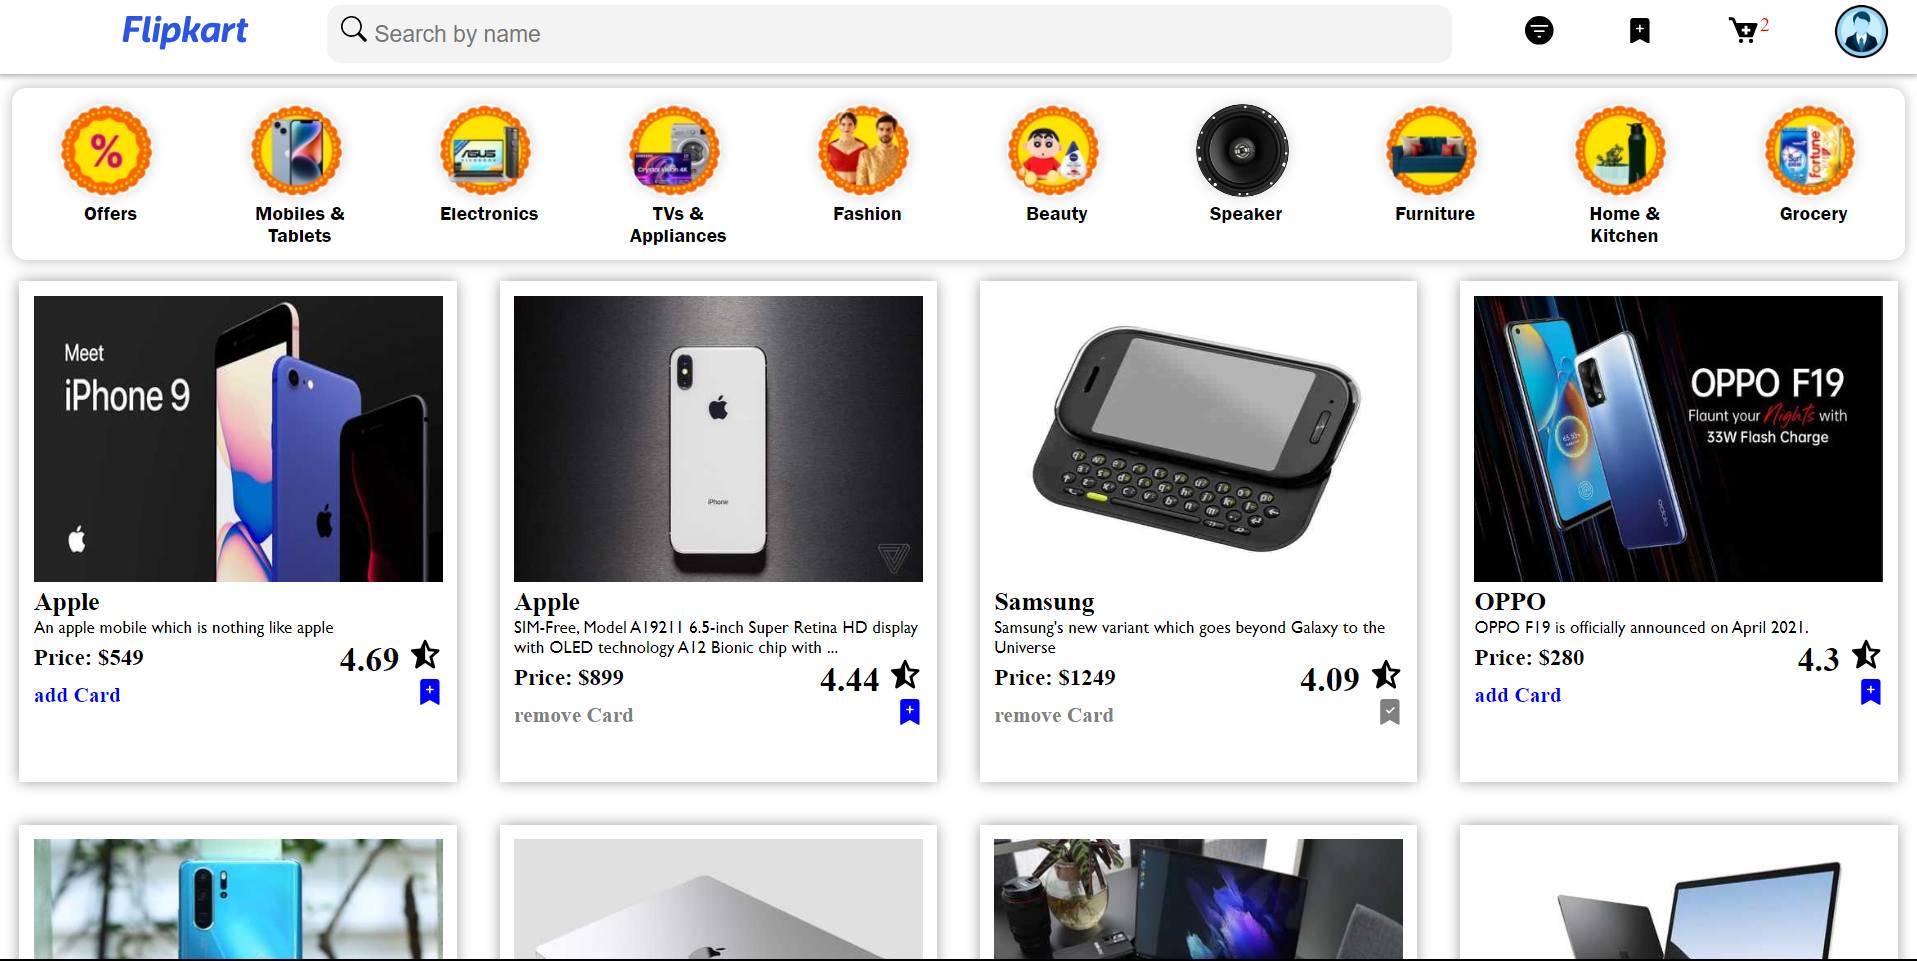 Flipkart
Search by name
2
%
ASUS
Offers
Mobiles &
Tablets
Electronics
TVs &
Appliances
Fashion
Beauty
Speaker
Furniture
Home &
Kitchen
fortune
Grocery
Meet
iPhone 9
iPhone
OPPO F19
Flaunt your Nights with
33W Flash Charge
Apple
An apple mobile which is nothing like apple
Price: $549
4.69
add Card
Apple
SIM-Free, Model A19211 6.5-inch Super Retina HD display
with OLED technology A12 Bionic chip with ...
Price: $899
4.44
remove Card
Samsung
Samsung's new variant which goes beyond Galaxy to the
Universe
Price: $1249
4.09
remove Card
OPPO
OPPO F19 is officially announced on April 2021.
Price: $280
4.3
add Card